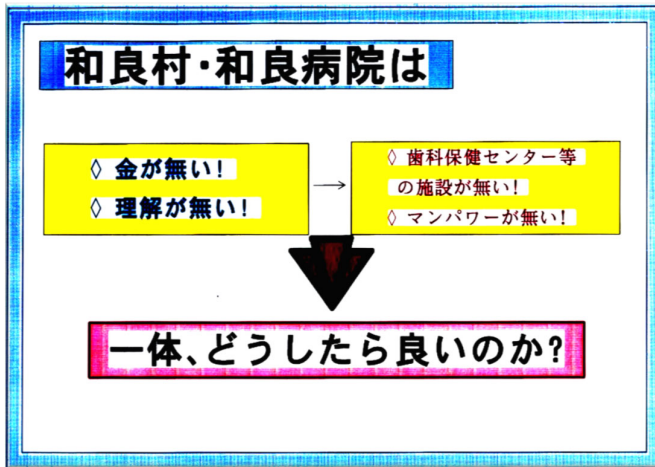 和良村・和良病院は
◇ 金が無い!
◇ 理解が無い!
→
◇ 歯科保健センター等
の施設が無い!
◇ マンパワーが無い!
一体、どうしたら良いのか?